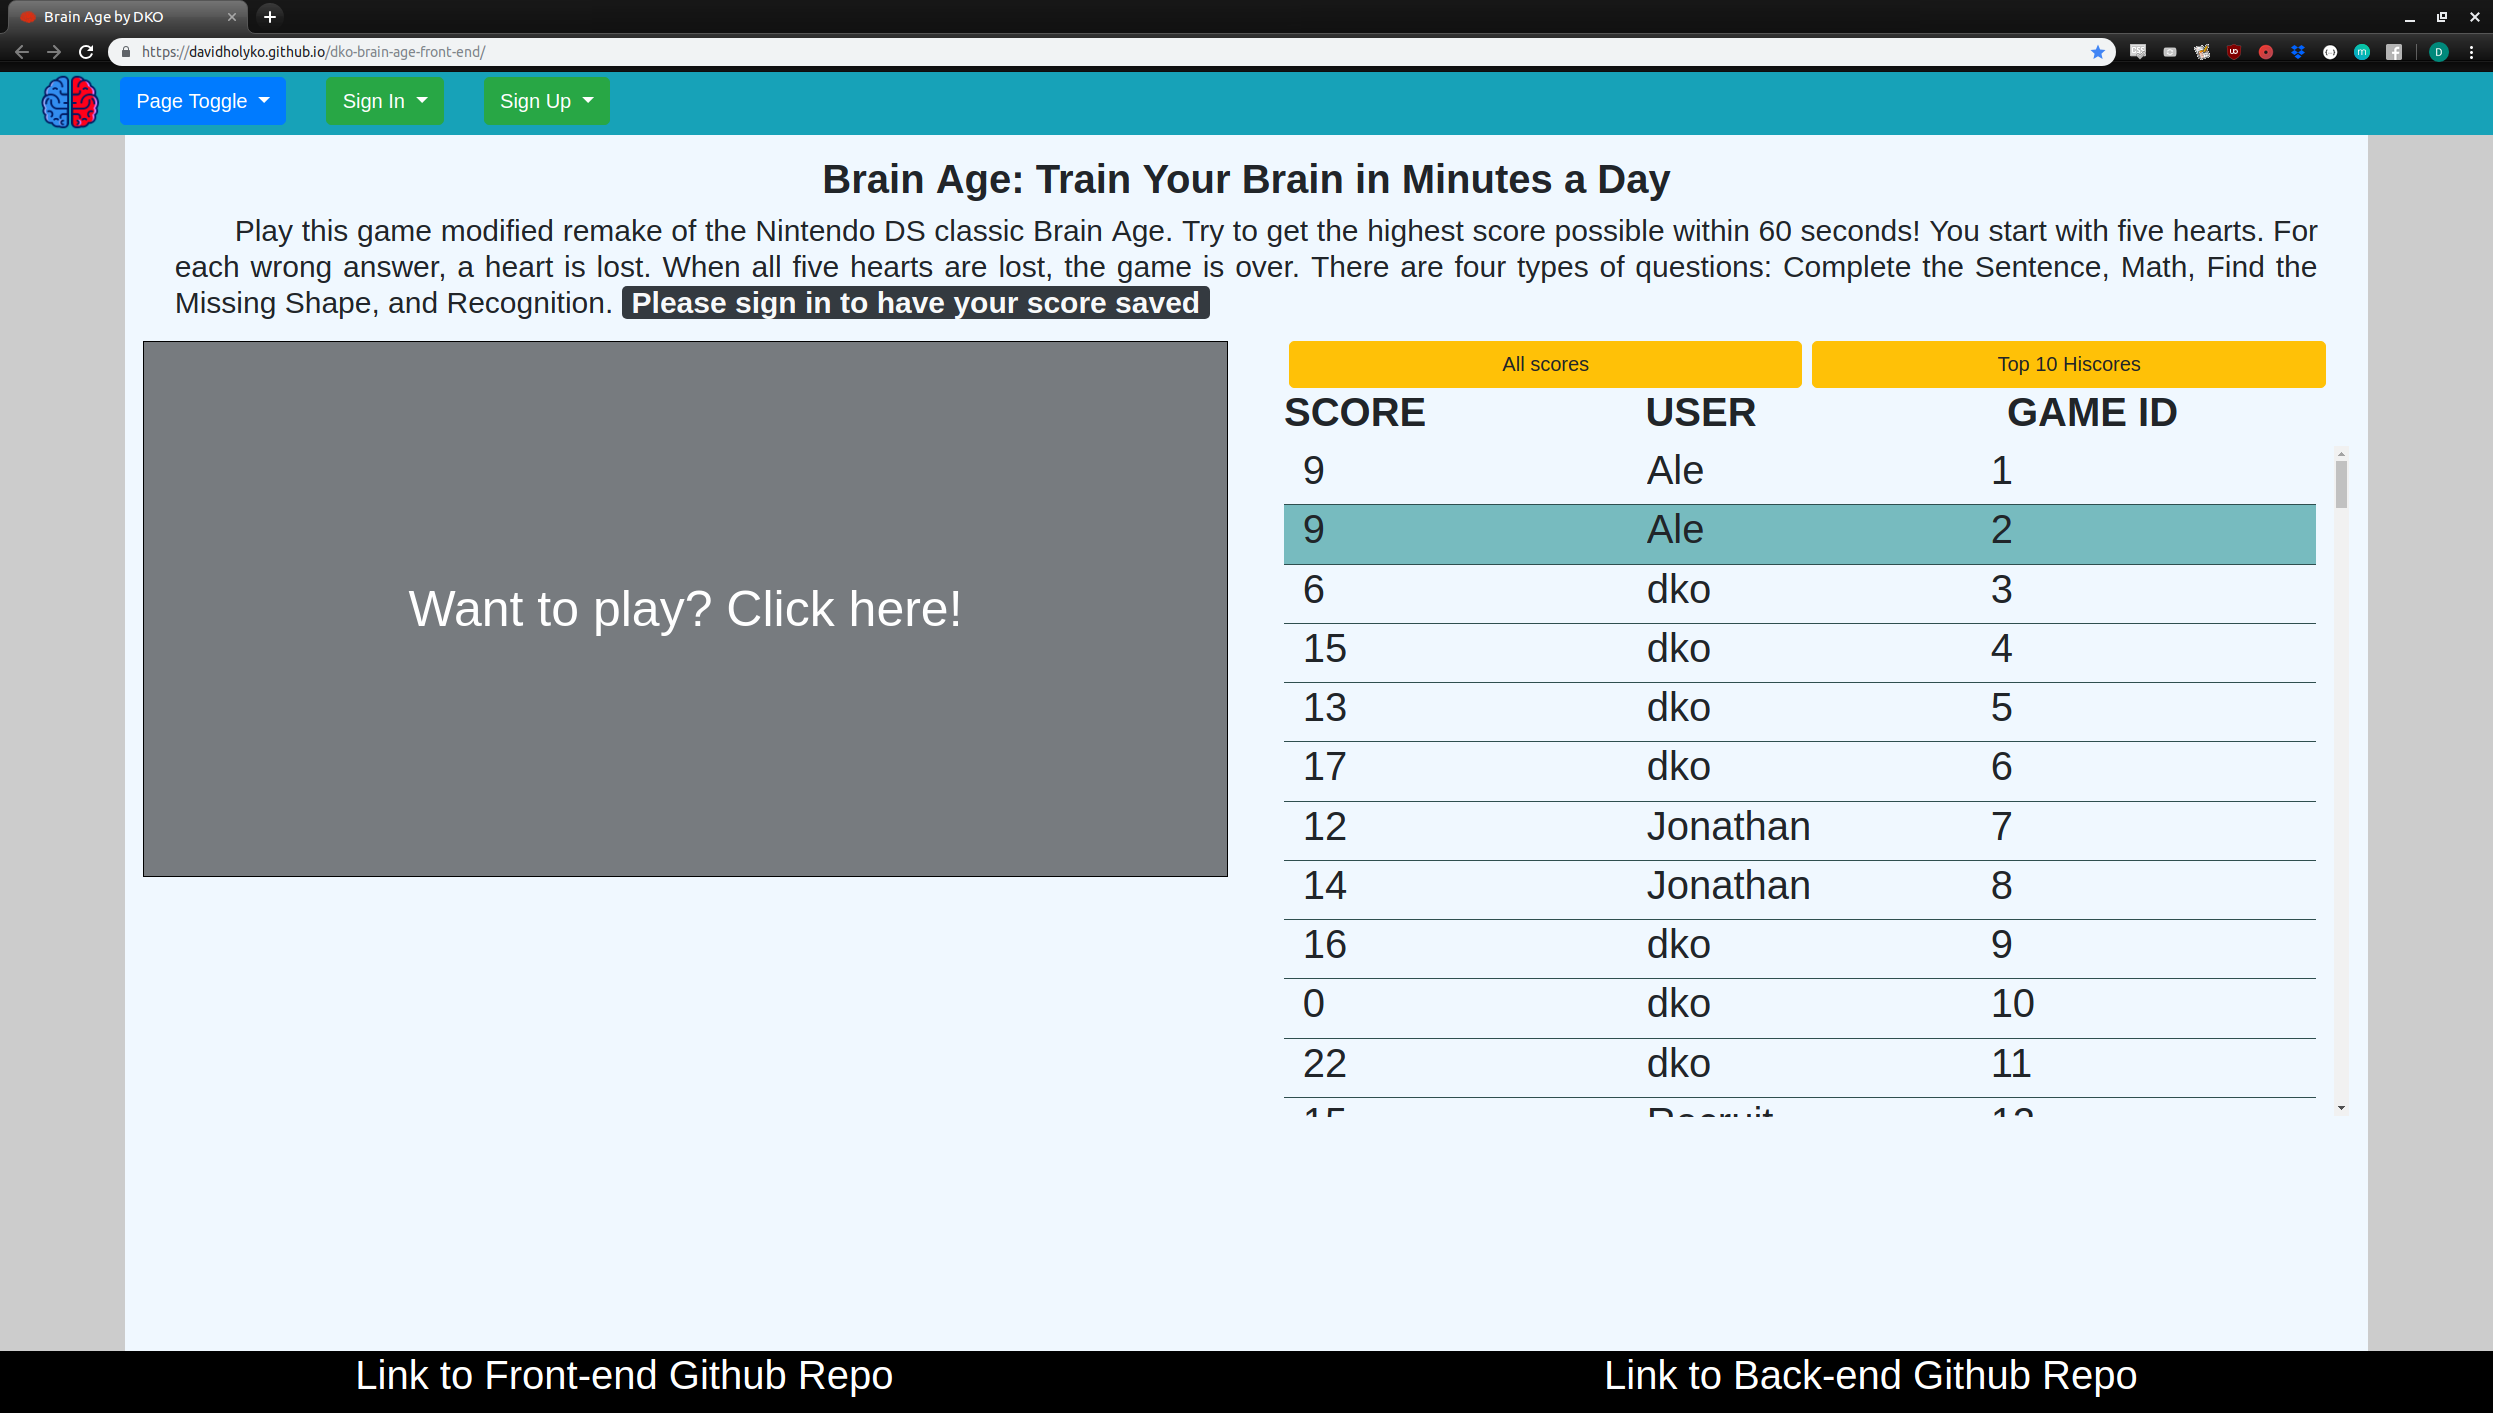 Brain Age by DKO
https://davidholyko.github.io/dko-brain-age-front-end/
D
Page Toggle
Sign In
Sign Up
Brain Age: Train Your Brain in Minutes a Day
Play this game modified remake of the Nintendo DS classic Brain Age. Try to get the highest score possible within 60 seconds! You start with five hearts. For
each wrong answer, a heart is lost. When all five hearts are lost, the game is over. There are four types of questions: Complete the Sentence, Math, Find the
Missing Shape, and Recognition. Please sign in to have your score saved
Want to play? Click here!
All scores Top 10 Hiscores
SCORE USER GAME ID
9 Ale 1
9 Ale 2
6 dko 3
15 dko 4
13 dko 5
17 dko 6
12 Jonathan 7
14 Jonathan 8
16 dko 9
0 dko 10
22 dko 11
15 Recruit 12
Link to Front-end Github Repo
Link to Back-end Github Repo